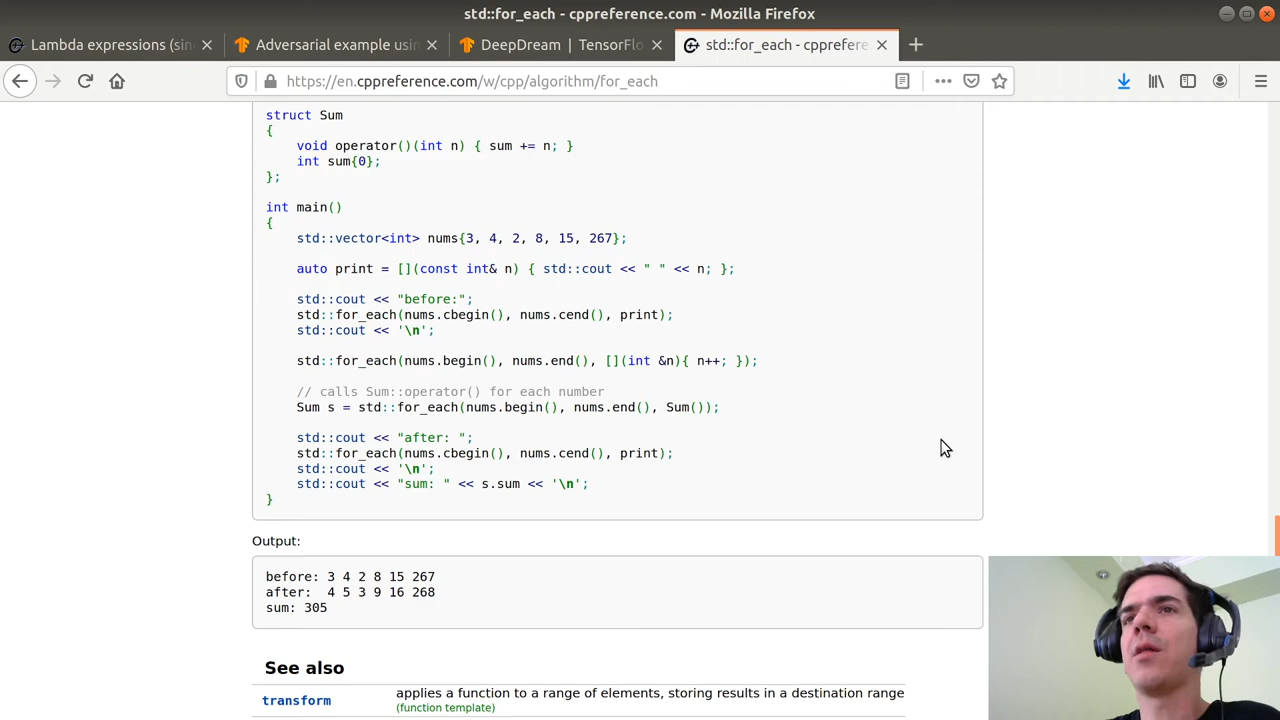 std::for_each - cppreference.com - Mozilla Firefox
Lambda expressions (sin
Adversarial example usin
DeepDream | TensorFlo
std::for_each - cppreference
https://en.cppreference.com/w/cpp/algorithm/for_each
struct Sum
{
    void operator()(int n) { sum += n; }
    int sum{0};
};
int main()
{
    std::vector<int> nums{3, 4, 2, 8, 15, 267};
    auto print = [](const int& n) { std::cout << " " << n; };
    std::cout << "before:";
    std::for_each(nums.cbegin(), nums.cend(), print);
    std::cout << '\n';
    std::for_each(nums.begin(), nums.end(), [](int &n){ n++; });
    // calls Sum::operator() for each number
    Sum s = std::for_each(nums.begin(), nums.end(), Sum());
    std::cout << "after: ";
    std::for_each(nums.cbegin(), nums.cend(), print);
    std::cout << '\n';
    std::cout << "sum: " << s.sum << '\n';
}
Output:
before: 3 4 2 8 15 267
after:  4 5 3 9 16 268
sum: 305
See also
transform
applies a function to a range of elements, storing results in a destination range
(function template)